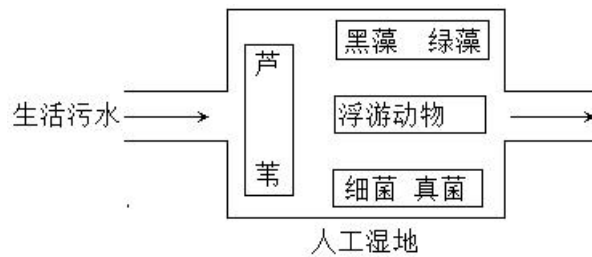 黑藻 绿藻
芦
苇
生活污水
浮游动物
细菌 真菌
人工湿地